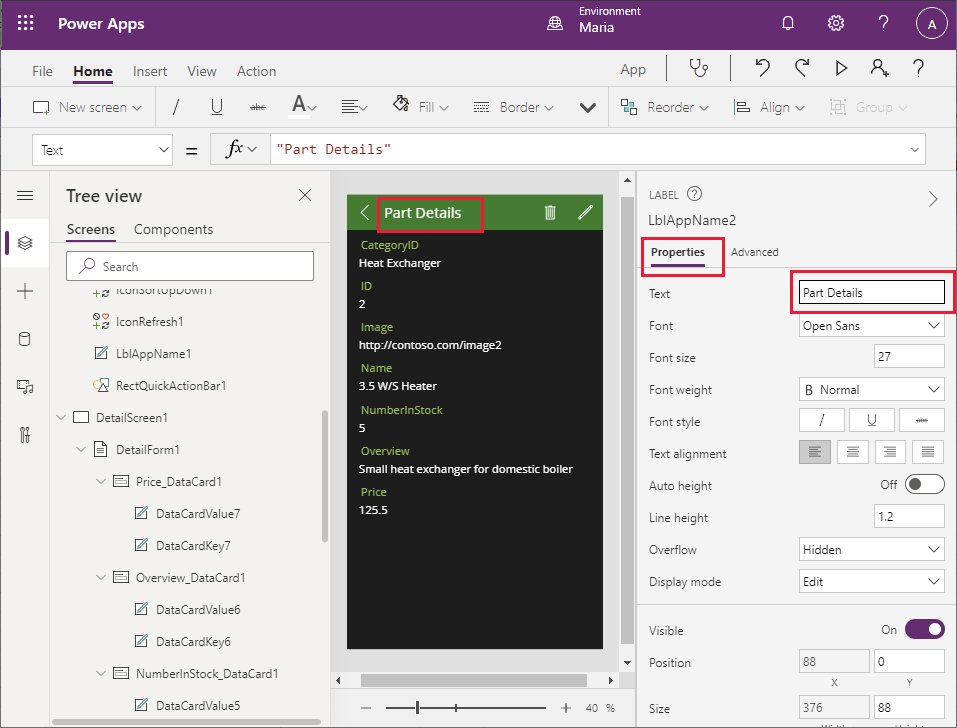 Power Apps
Environment
Maria
A
File Home Insert View Action
App
New screen
abc
A
Fill
Border
Reorder
Align
Group
Text
=
fx
"Part Details"
Tree view
Screens Components
Search
IconSortUpDown1
IconRefresh1
LblAppName1
RectQuickActionBar1
DetailScreen1
DetailForm1
Price_DataCard1
DataCardValue7
DataCardKey7
Overview_DataCard1
DataCardValue6
DataCardKey6
NumberInStock_DataCard1
DataCardValue5
Part Details
CategoryID
Heat Exchanger
ID
2
Image
http://contoso.com/image2
Name
3.5 W/S Heater
NumberInStock
5
Overview
Small heat exchanger for domestic boiler
Price
125.5
40 %
LABEL
LblAppName2
Properties Advanced
Text Part Details
Font Open Sans
Font size 27
Font weight B Normal
Font style / U abc
Text alignment
Auto height Off
Line height 1.2
Overflow Hidden
Display mode Edit
Visible On
Position 88 0
X Y
Size 376 88